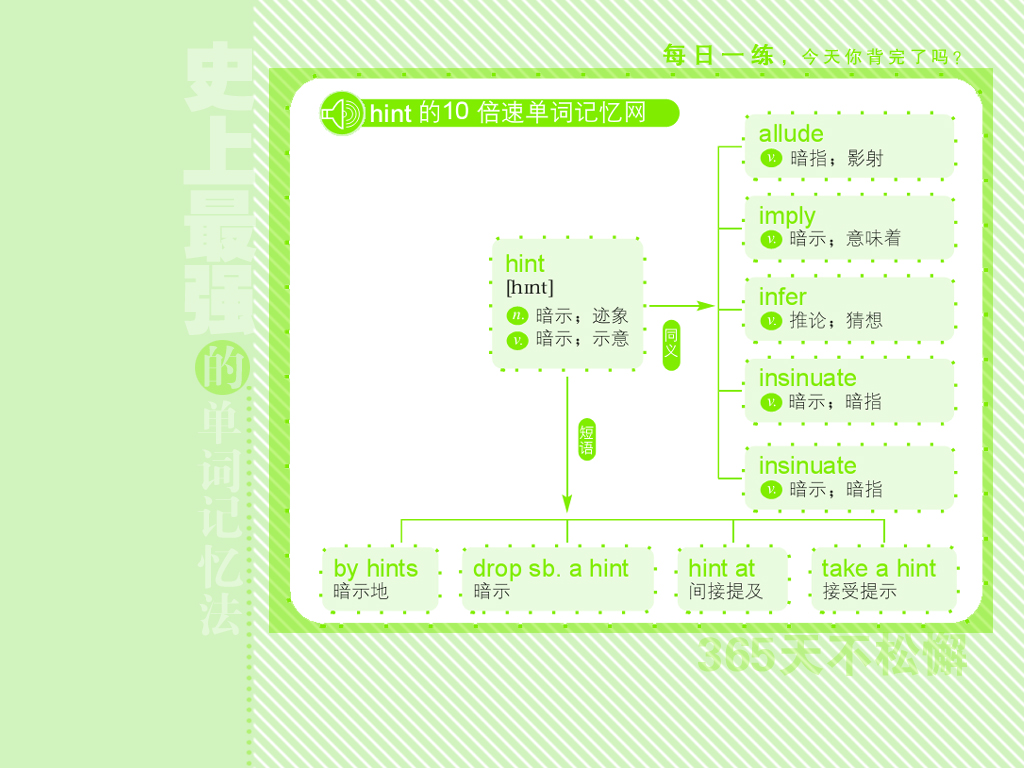 每日一练，今天你背完了吗？
史上最强的单词记忆法
hint 的10 倍速单词记忆网
hint
[hɪnt]
n. 暗示；迹象
v. 暗示；示意
同义
allude
v. 暗指；影射
imply
v. 暗示；意味着
infer
v. 推论；猜想
insinuate
v. 暗示；暗指
insinuate
v. 暗示；暗指
短语
by hints
暗示地
drop sb. a hint
暗示
hint at
间接提及
take a hint
接受提示
365天不松懈